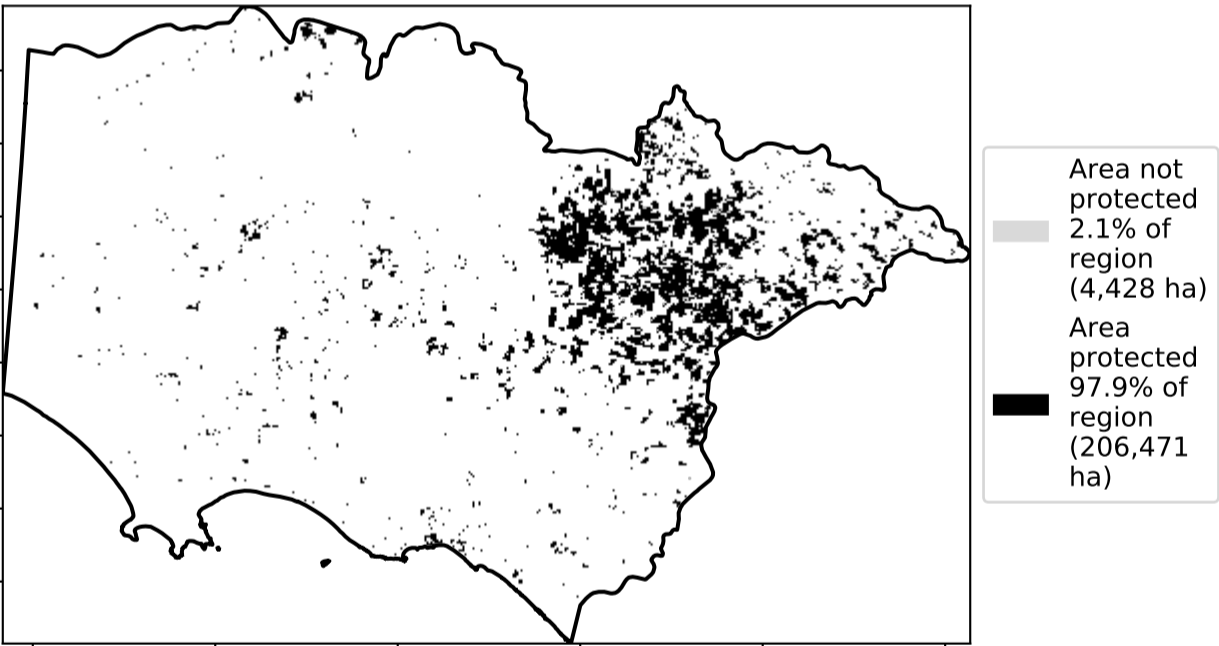 Area not
protected
2.1% of
region
(4,428 ha)
Area
protected
97.9% of
region
(206,471
ha)